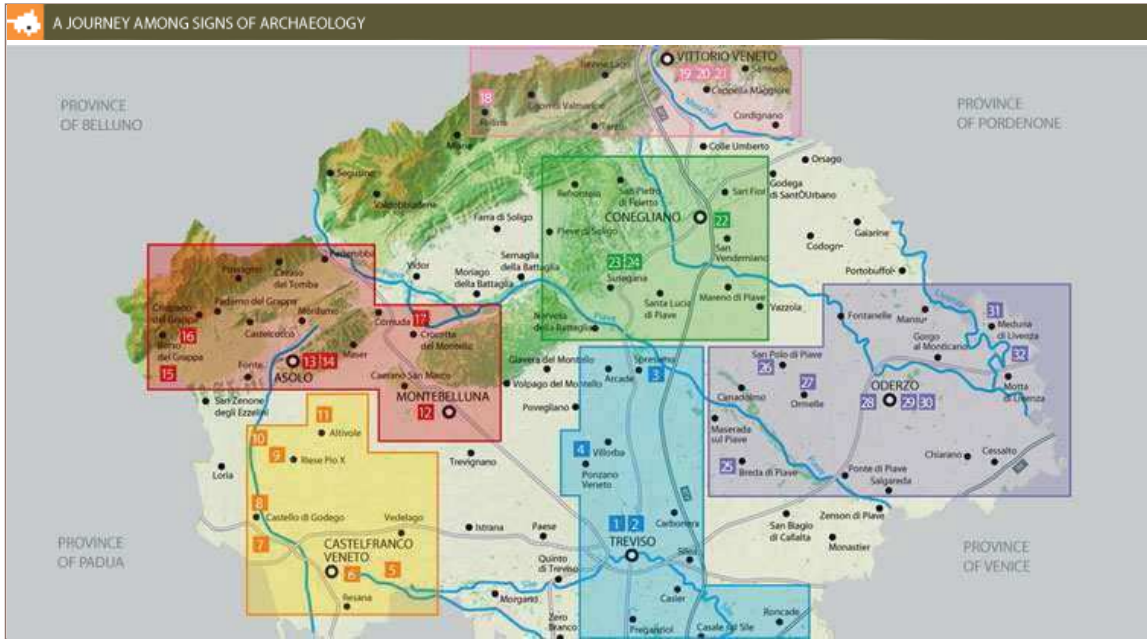 A JOURNEY AMONG SIGNS OF ARCHAEOLOGY
VITTORIO VENETO
19 20 21
Sarmede
Cappella Maggiore
Cordignano
18
Tarzo
Miane
PROVINCE
OF BELLUNO
PROVINCE
OF PORDENONE
Colle Umberto
Orsago
Segusino
Valdobbiadene
Refrontolo
San Pietro
di Feletto
San Fior
Godega
di SantÒUrbano
Farra di Soligo
CONEGLIANO
22
Gaiarine
Pieve di Soligo
Codogn
San
Vendemiano
Pederobba
Vidor
Sernaglia
della Battaglia
Moriago
della Battaglia
23 24
Susegana
Portobuffol
Possagno
Cavaso
del Tomba
Santa Lucia
di Piave
Mareno di Piave
Vazzola
Livenza
Paderno del Grappa
Crespano
del Grappa
Monfumo
Cornuda
17
Crocetta
del Montello
Nervesa
della Battaglia
Piave
Fontanelle
Mansu
31
Meduna
di Livenza
16
Castelcucco
Borso
del Grappa
Maser
15
Fonte
13 14
ASOLO
Giavera del Montello
Spresiano
Arcade
3
San Polo di Piave
26
Gorgo
al Monticano
32
Motta
di Livenza
Caerano San Marco
Volpago del Montello
MONTEBELLUNA
12
Povegliano
27
Ormelle
ODERZO
28 29 30
San Zenone
degli Ezzelini
11
Altivole
Maserada
sul Piave
10
9
Riese Pio X
Loria
Trevignano
4
Villorba
Ponzano
Veneto
25
Breda di Piave
Chiarano
Cessalto
Ponte di Piave
Salgareda
8
Castello di Godego
Vedelago
7
Istrana
Paese
1 2
TREVISO
Carbonera
Zenson di Piave
San Biagio
di Callalta
Monastier
PROVINCE
OF PADUA
PROVINCE
OF VENICE
CASTELFRANCO
VENETO
6
5
Quinto
di Treviso
Sile
Silea
Resana
Morgano
Casier
Zero
Branco
Preganziol
Casale sul Sile
Roncade